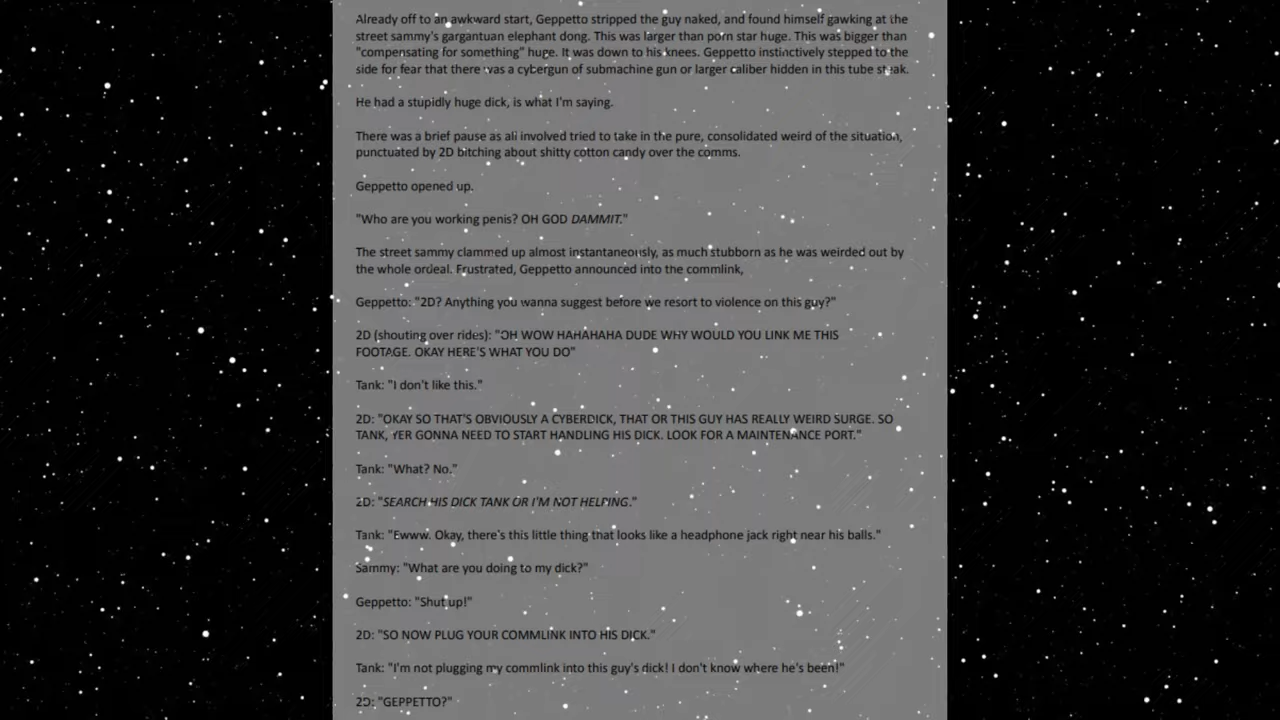 Already off to an awkward start, Geppetto stripped the guy naked, and found himself gawking at the
street sammy's gargantuan elephant dong. This was larger than porn star huge. This was bigger than
"compensating for something" huge. It was down to his knees. Geppetto instinctively stepped to the
side for fear that there was a cybergun of submachine gun or larger caliber hidden in this tube steak.
He had a stupidly huge dick, is what I'm saying.
There was a brief pause as all involved tried to take in the pure, consolidated weird of the situation,
punctuated by 2D bitching about shitty cotton candy over the comms.
Geppetto opened up.
"Who are you working penis? OH GOD DAMMIT."
The street sammy clammed up almost instantaneously, as much stubborn as he was weirded out by
the whole ordeal. Frustrated, Geppetto announced into the commlink,
Geppetto: "2D? Anything you wanna suggest before we resort to violence on this guy?"
2D (shouting over rides): "OH WOW HAHAHAHA DUDE WHY WOULD YOU LINK ME THIS
FOOTAGE. OKAY HERE'S WHAT YOU DO"
Tank: "I don't like this."
2D: "OKAY SO THAT'S OBVIOUSLY A CYBERDICK, THAT OR THIS GUY HAS REALLY WEIRD SURGE. SO
TANK, YER GONNA NEED TO START HANDLING HIS DICK. LOOK FOR A MAINTENANCE PORT."
Tank: "What? No."
2D: "SEARCH HIS DICK TANK OR I'M NOT HELPING."
Tank: "Ewww. Okay, there's this little thing that looks like a headphone jack right near his balls."
Sammy: "What are you doing to my dick?"
Geppetto: "Shut up!"
2D: "SO NOW PLUG YOUR COMMLINK INTO HIS DICK."
Tank: "I'm not plugging my commlink into this guy's dick! I don't know where he's been!"
2D: "GEPPETTO?"